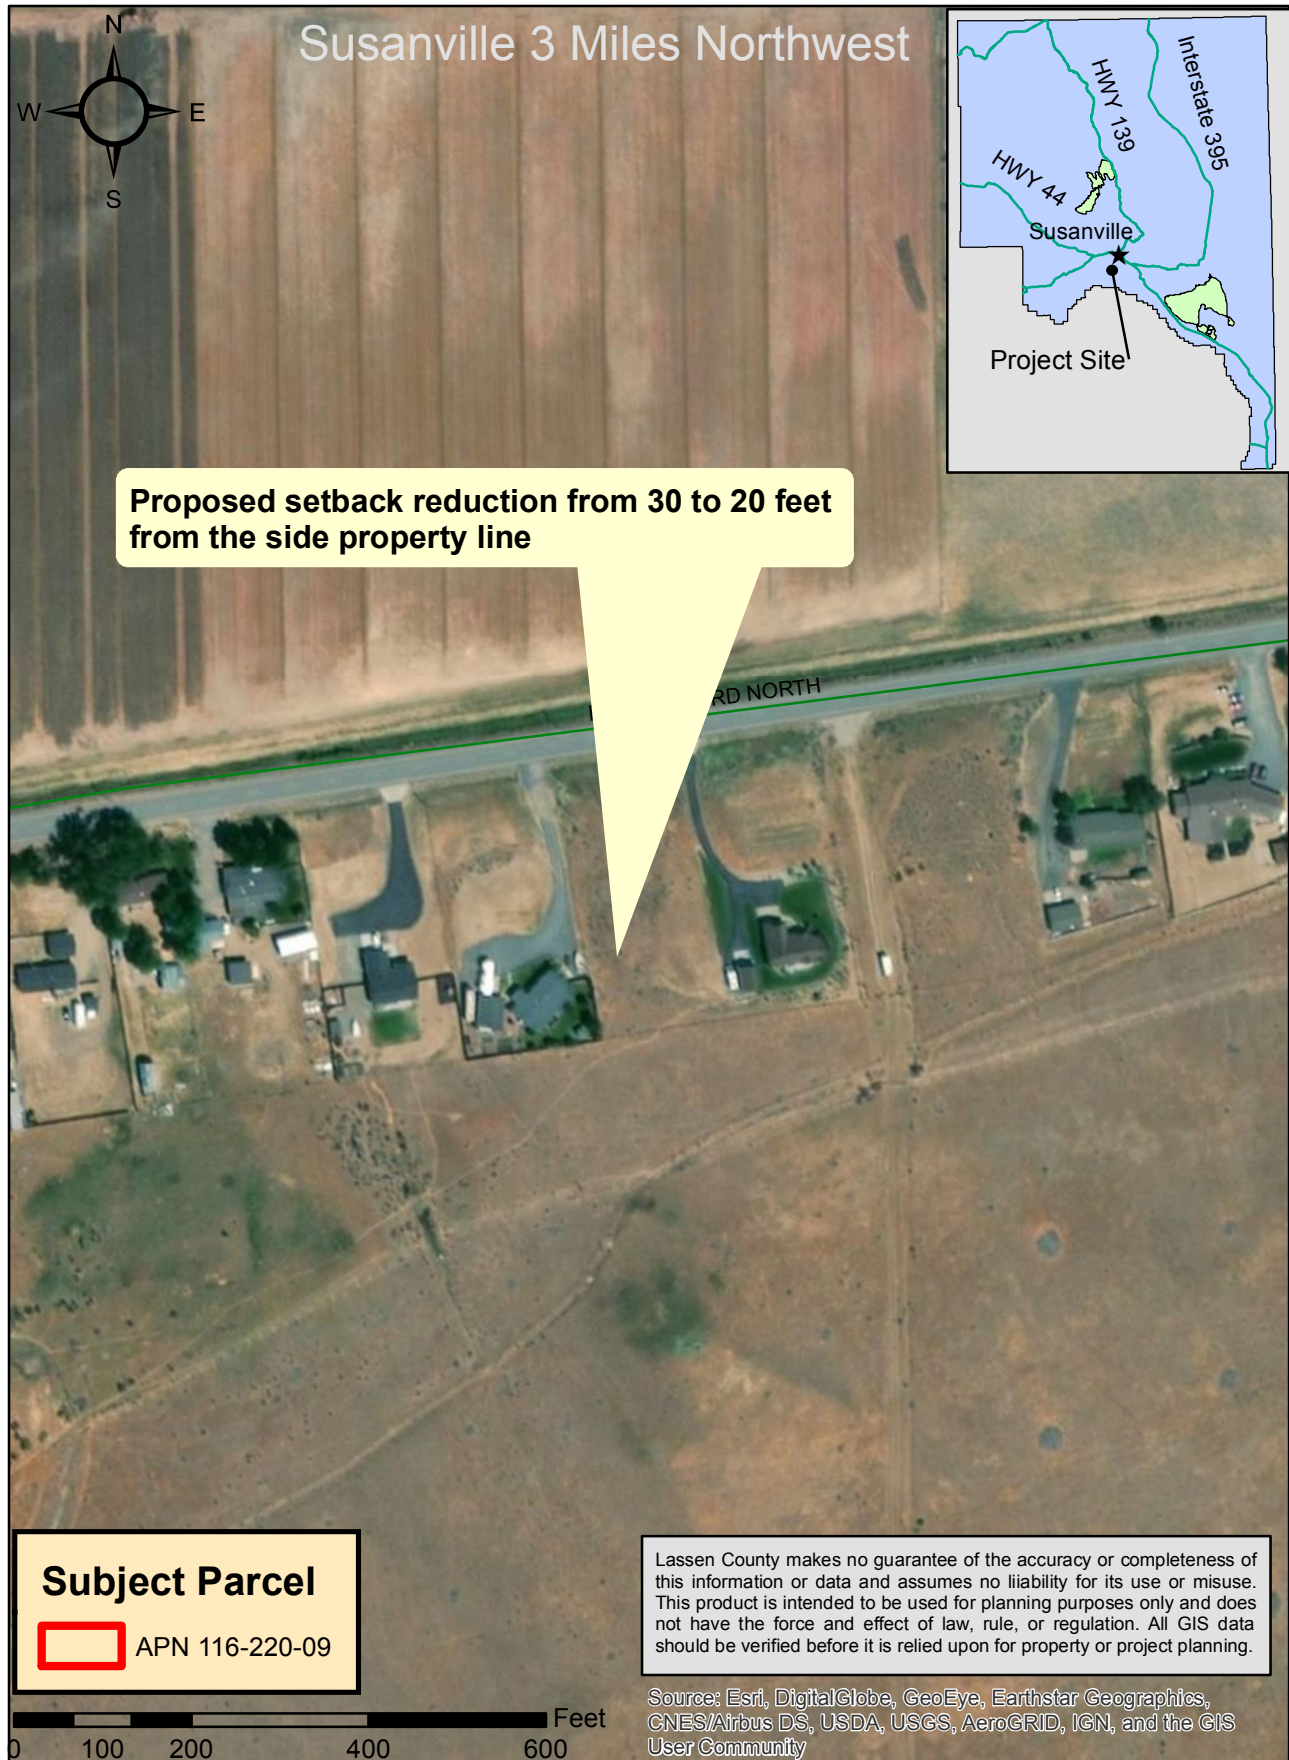 Susanville 3 Miles Northwest
N
W
E
S
HWY 139
Interstate 395
HWY 44
Susanville
Project Site
Proposed setback reduction from 30 to 20 feet
from the side property line
RD NORTH
Subject Parcel
APN 116-220-09
Lassen County makes no guarantee of the accuracy or completeness of
this information or data and assumes no liiability for its use or misuse.
This product is intended to be used for planning purposes only and does
not have the force and effect of law, rule, or regulation. All GIS data
should be verified before it is relied upon for property or project planning.
Source: Esri, DigitalGlobe, GeoEye, Earthstar Geographics,
CNES/Airbus DS, USDA, USGS, AeroGRID, IGN, and the GIS
User Community
Feet
0 100 200 400 600